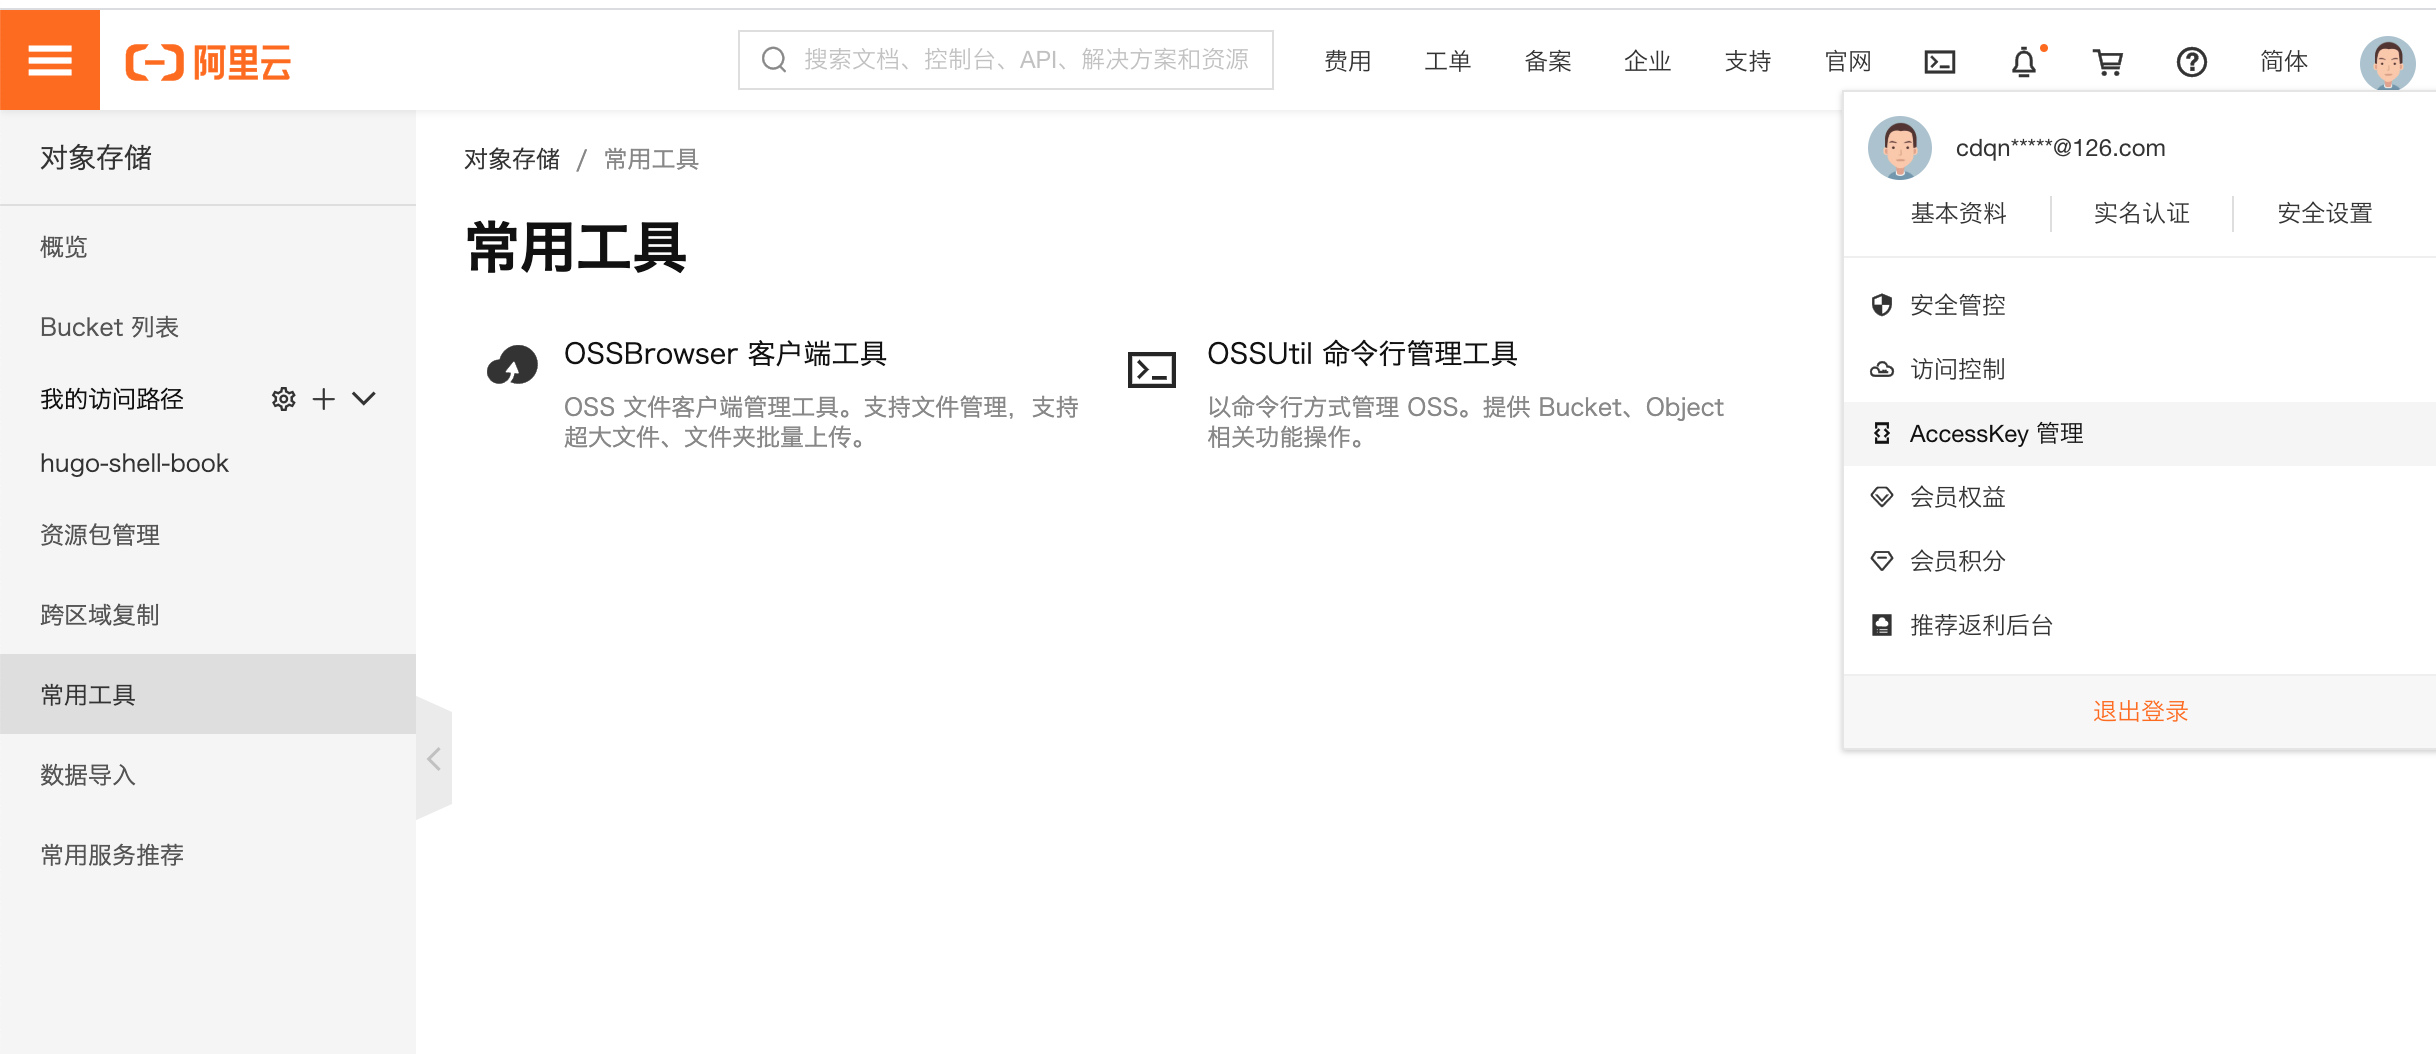 阿里云
搜索文档、控制台、API、解决方案和资源
费用
工单
备案
企业
支持
官网
简体
对象存储
概览
Bucket 列表
我的访问路径
hugo-shell-book
资源包管理
跨区域复制
常用工具
数据导入
常用服务推荐
对象存储 / 常用工具
常用工具
OSSBrowser 客户端工具
OSS 文件客户端管理工具。支持文件管理，支持
超大文件、文件夹批量上传。
OSSUtil 命令行管理工具
以命令行方式管理 OSS。提供 Bucket、Object
相关功能操作。
cdqn*****@126.com
基本资料
实名认证
安全设置
安全管控
访问控制
AccessKey 管理
会员权益
会员积分
推荐返利后台
退出登录